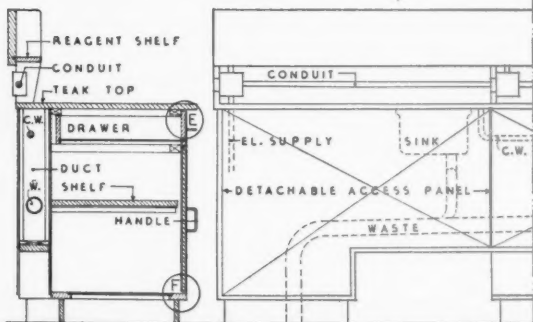 REAGENT SHELF
CONDUIT
TEAK TOP
C.W.
DRAWER
E
DUCT
W.
SHELF
HANDLE
F
CONDUIT
EL. SUPPLY
SINK
C.W.
DETACHABLE ACCESS PANEL
WASTE